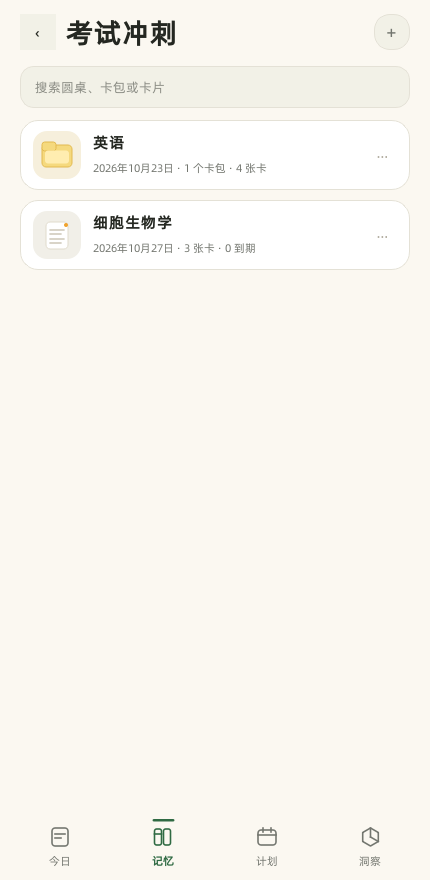 ‹ 考试冲刺 +
搜索圆桌、卡包或卡片
英语
2026年10月23日 · 1 个卡包 · 4 张卡
...
细胞生物学
2026年10月27日 · 3 张卡 · 0 到期
...
今日 记忆 计划 洞察